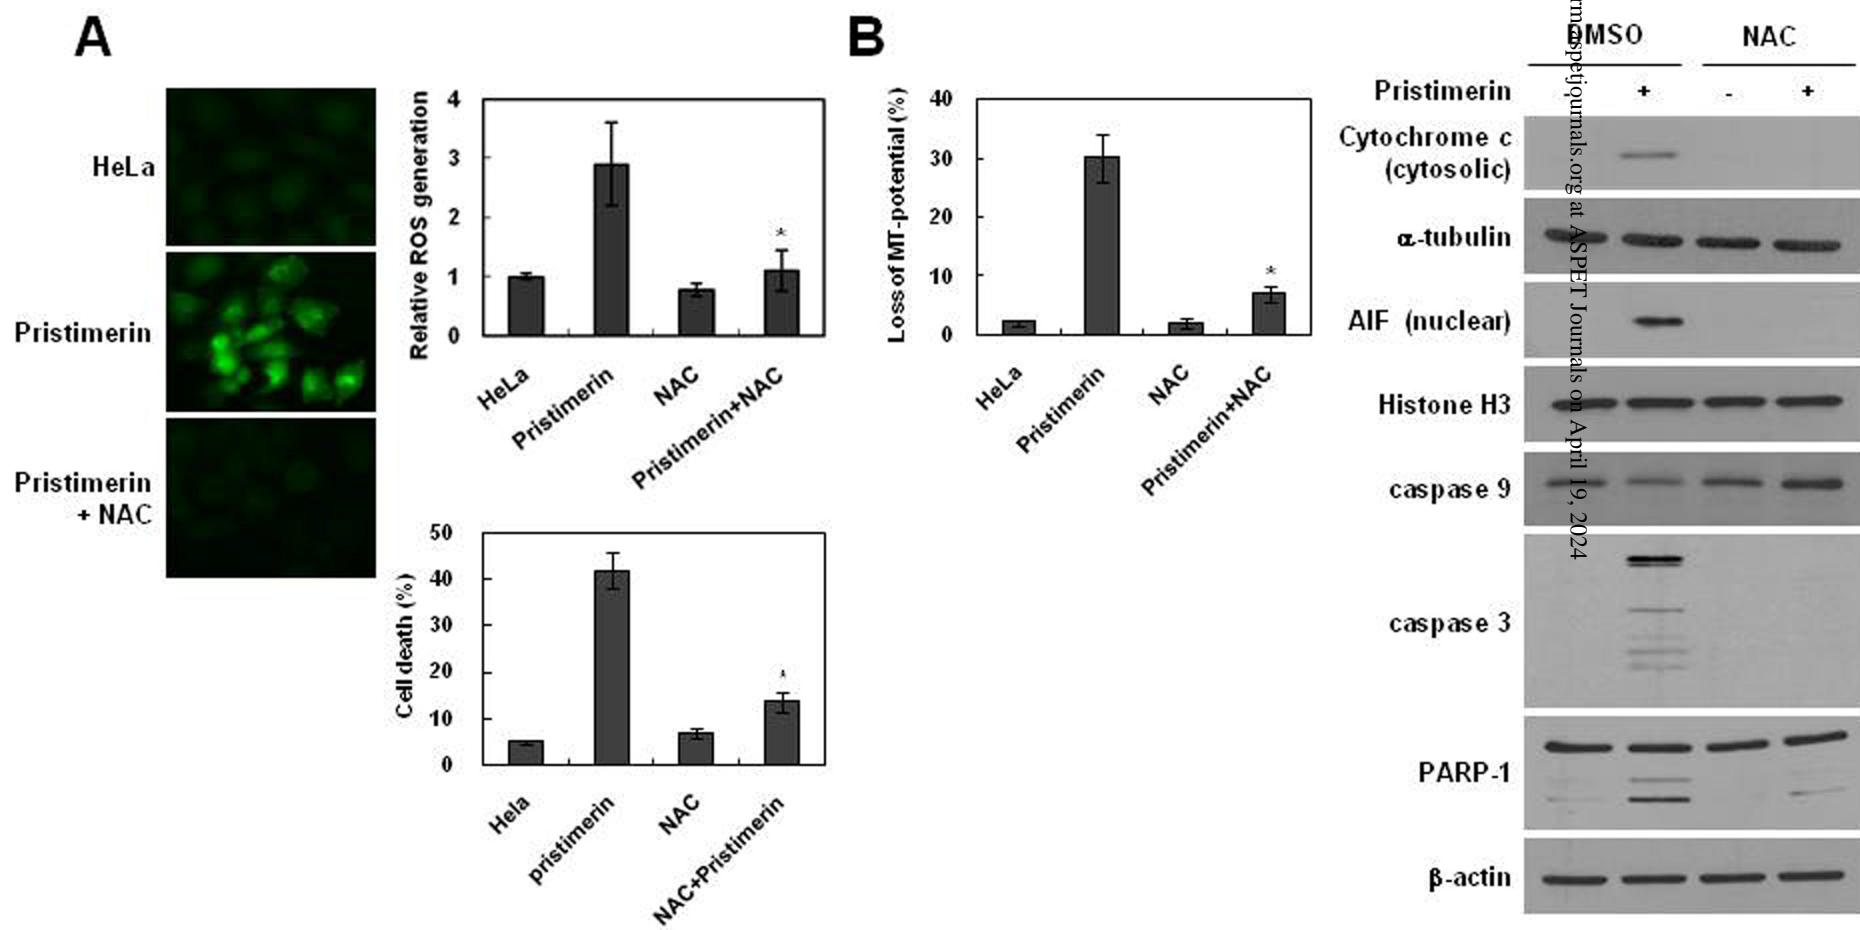 A
HeLa
Pristimerin
Pristimerin
+ NAC
Relative ROS generation
4
3
2
1
0
HeLa
Pristimerin
NAC
Pristimerin+NAC
*
Cell death (%)
50
40
30
20
10
0
Hela
pristimerin
NAC
NAC+Pristimerin
*
B
Loss of MT-potential (%)
40
30
20
10
0
HeLa
Pristimerin
NAC
Pristimerin+NAC
*
DMSO NAC
Pristimerin - + - +
Cytochrome c
(cytosolic)
α-tubulin
AIF (nuclear)
Histone H3
caspase 9
caspase 3
PARP-1
β-actin
rm.aspetjournals.org at ASPET Journals on April 19, 2024